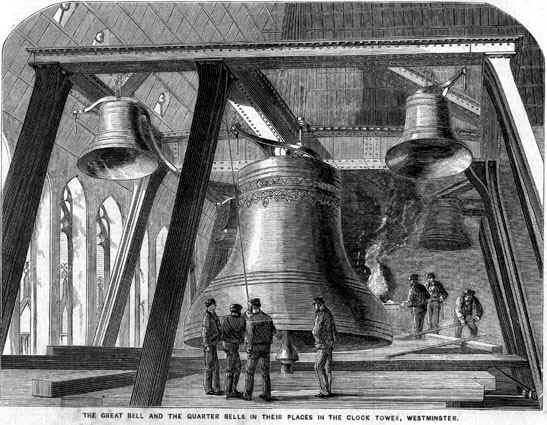 THE GREAT BELL AND THE QUARTER BELLS IN THEIR PLACES IN THE CLOCK TOWER, WESTMINSTER.